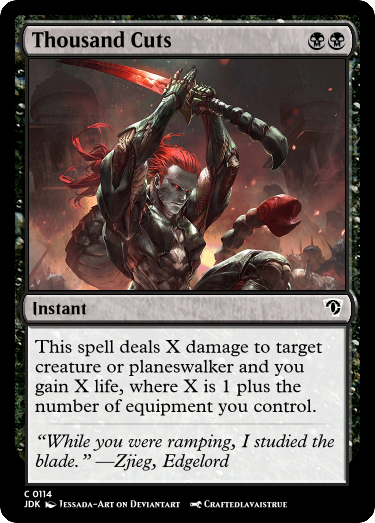 Thousand Cuts
Instant
This spell deals X damage to target
creature or planeswalker and you
gain X life, where X is 1 plus the
number of equipment you control.
“While you were ramping, I studied the
blade.” —Zjieg, Edgelord
C 0114
JDK Jessada-Art on Deviantart Craftedlavaistrue